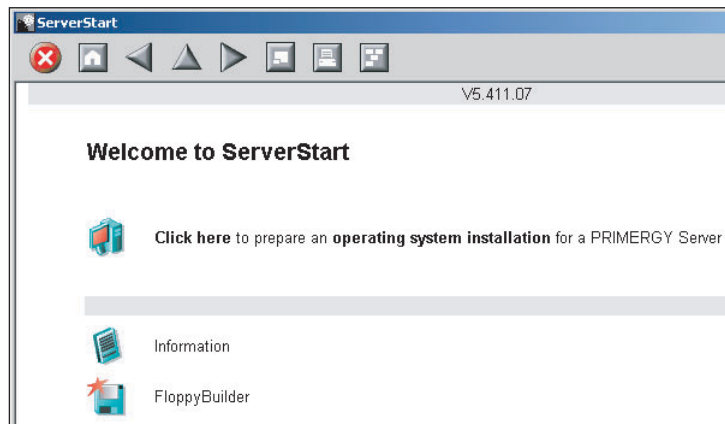 ServerStart
V5.411.07
Welcome to ServerStart
Click here to prepare an operating system installation for a PRIMERGY Server
Information
FloppyBuilder